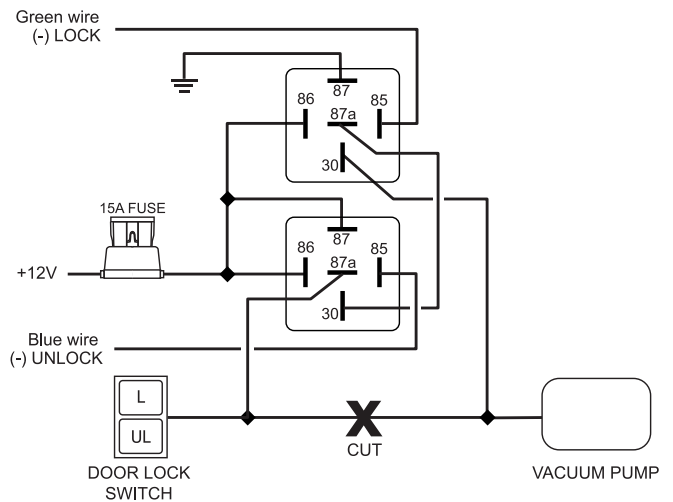 Green wire
(-) LOCK
87
86
85
87a
30
15A FUSE
87
86
85
87a
+12V
30
Blue wire
(-) UNLOCK
L
UL
CUT
DOOR LOCK
SWITCH
VACUUM PUMP